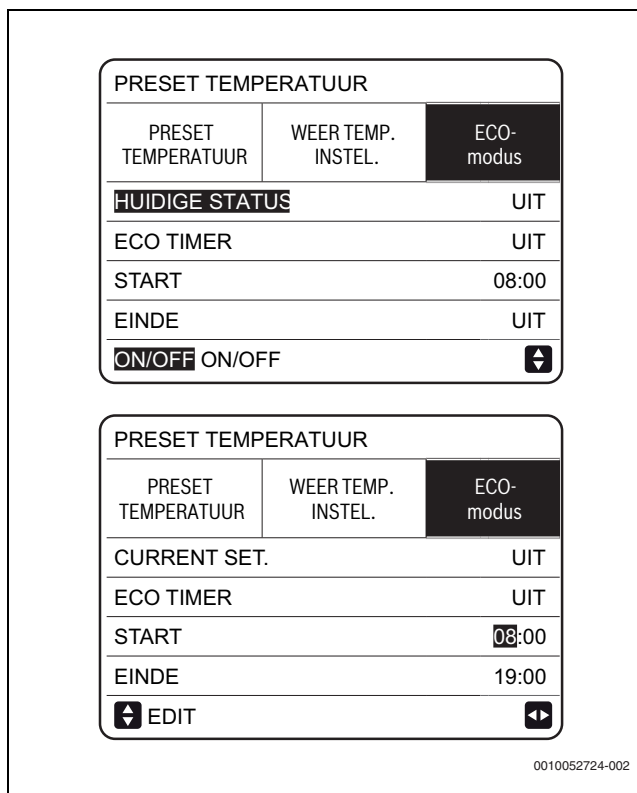 PRESET TEMPERATUUR
PRESET
TEMPERATUUR
WEER TEMP.
INSTEL.
ECO-
modus
HUIDIGE STATUS UIT
ECO TIMER UIT
START 08:00
EINDE UIT
ON/OFF ON/OFF
PRESET TEMPERATUUR
PRESET
TEMPERATUUR
WEER TEMP.
INSTEL.
ECO-
modus
CURRENT SET. UIT
ECO TIMER UIT
START 08:00
EINDE 19:00
EDIT
0010052724-002